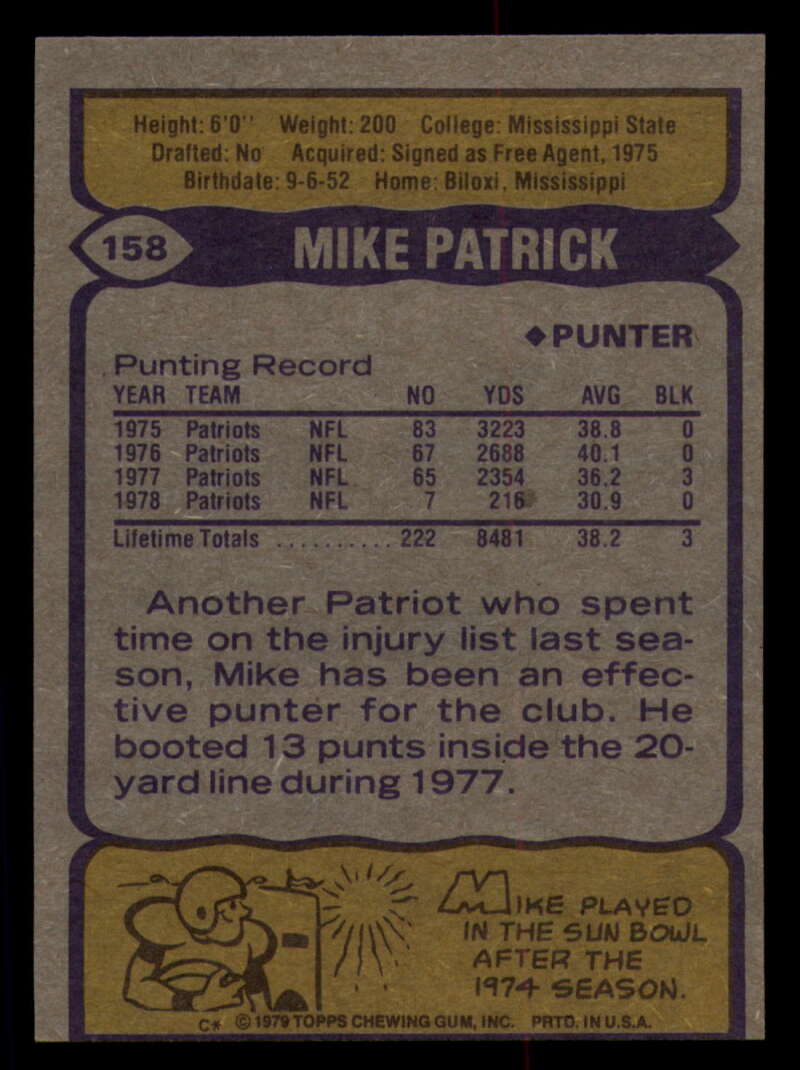 Height: 6'0'' Weight: 200 College: Mississippi State
Drafted: No Acquired: Signed as Free Agent, 1975
Birthdate: 9-6-52 Home: Biloxi, Mississippi
158 MIKE PATRICK
◆PUNTER
Punting Record
YEAR TEAM NO YDS AVG BLK
1975 Patriots NFL 83 3223 38.8 0
1976 Patriots NFL 67 2688 40.1 0
1977 Patriots NFL 65 2354 36.2 3
1978 Patriots NFL 7 216 30.9 0
Lifetime Totals .......... 222 8481 38.2 3
Another Patriot who spent
time on the injury list last sea-
son, Mike has been an effec-
tive punter for the club. He
booted 13 punts inside the 20-
yard line during 1977.
MIKE PLAYED
IN THE SUN BOWL
AFTER THE
1974 SEASON.
C* © 1979 TOPPS CHEWING GUM, INC. PRTD. IN U.S.A.